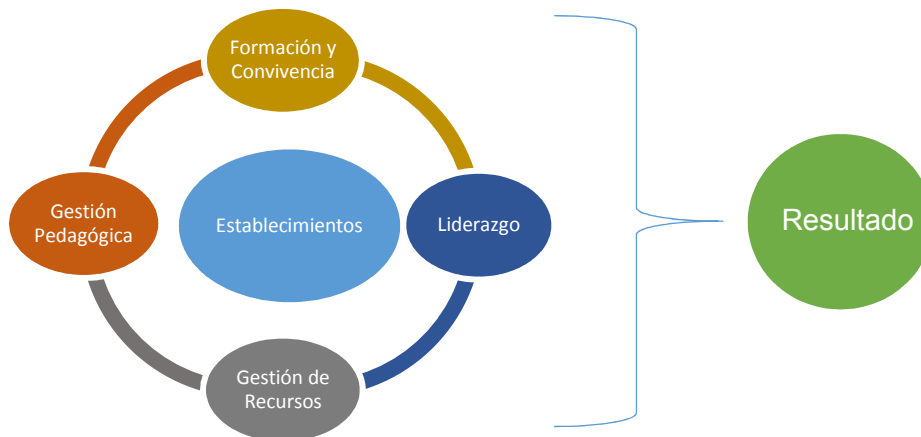 Formación y
Convivencia
Gestión
Pedagógica
Establecimientos
Liderazgo
Resultado
Gestión de
Recursos